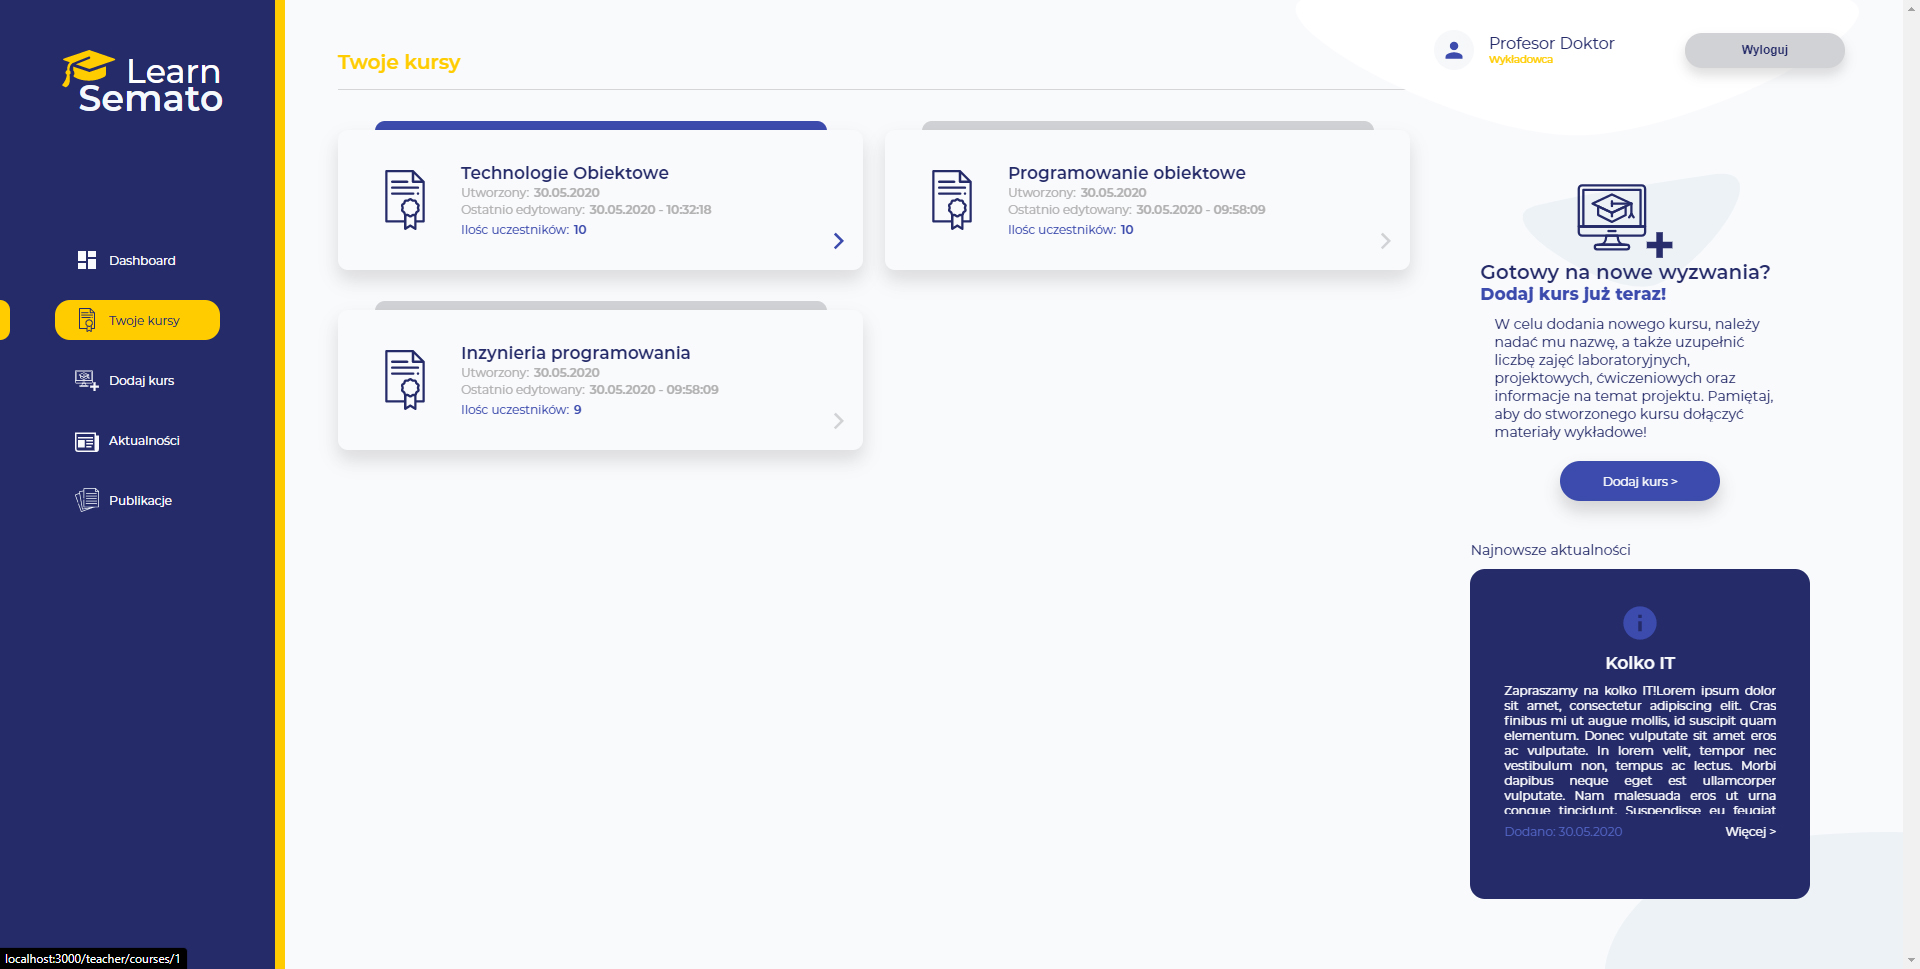 Learn
Semato
Dashboard
Twoje kursy
Dodaj kurs
Aktualności
Publikacje
Twoje kursy
Profesor Doktor
Wykładowca
Wyloguj
Technologie Obiektowe
Utworzony: 30.05.2020
Ostatnio edytowany: 30.05.2020 - 10:32:18
Ilośc uczestników: 10
Programowanie obiektowe
Utworzony: 30.05.2020
Ostatnio edytowany: 30.05.2020 - 09:58:09
Ilośc uczestników: 10
Inzynieria programowania
Utworzony: 30.05.2020
Ostatnio edytowany: 30.05.2020 - 09:58:09
Ilośc uczestników: 9
Gotowy na nowe wyzwania?
Dodaj kurs już teraz!
W celu dodania nowego kursu, należy
nadać mu nazwę, a także uzupełnić
liczbę zajęć laboratoryjnych,
projektowych, ćwiczeniowych oraz
informacje na temat projektu. Pamiętaj,
aby do stworzonego kursu dołączyć
materiały wykładowe!
Dodaj kurs >
Najnowsze aktualności
Kolko IT
Zapraszamy na kolko IT!Lorem ipsum dolor
sit amet, consectetur adipiscing elit. Cras
finibus mi ut augue mollis, id suscipit quam
elementum. Donec vulputate sit amet eros
ac vulputate. In lorem velit, tempor nec
vestibulum non, tempus ac lectus. Morbi
dapibus neque eget est ullamcorper
vulputate. Nam malesuada eros ut urna
congue tincidunt. Suspendisse eu feugiat
Dodano: 30.05.2020
Więcej >
localhost:3000/teacher/courses/1